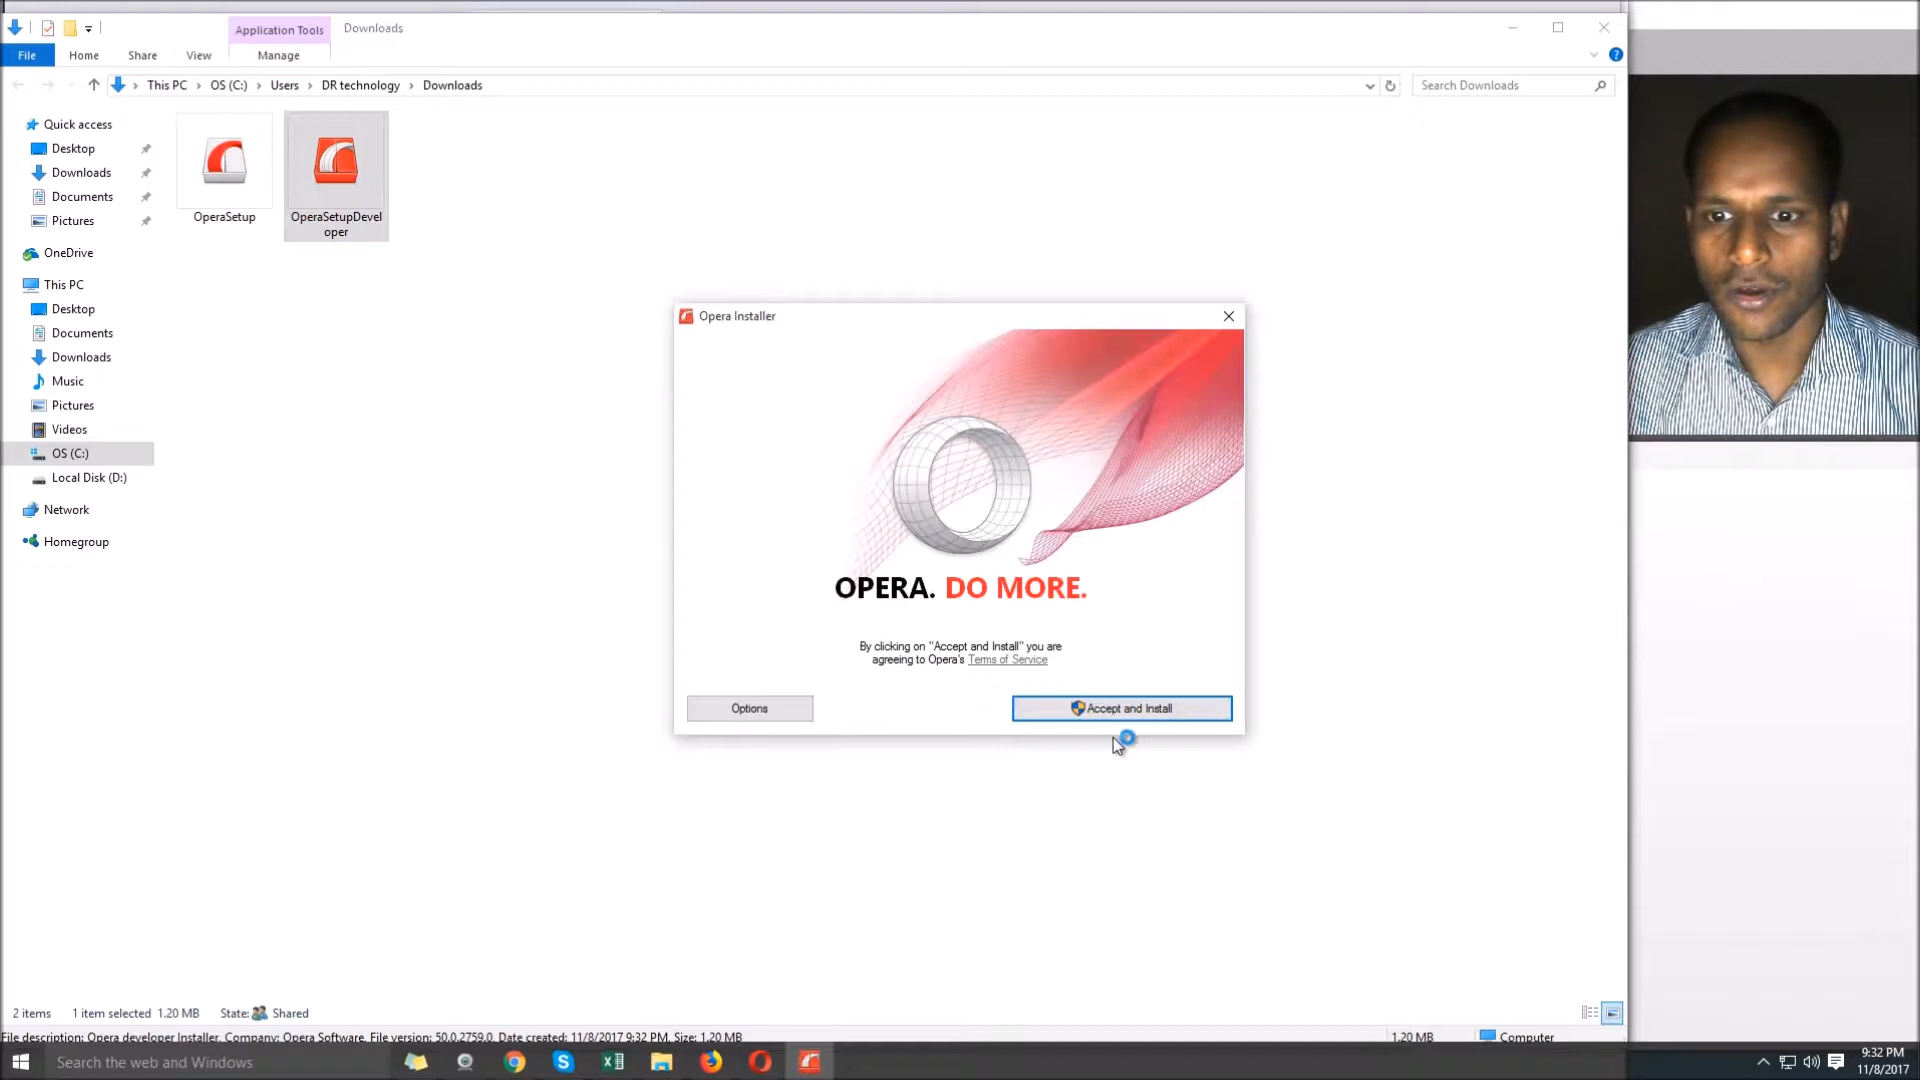 Application Tools
Downloads
File
Home
Share
View
Manage
This PC
OS (C:)
Users
DR technology
Downloads
Search Downloads
Quick access
Desktop
Downloads
Documents
Pictures
OneDrive
This PC
Desktop
Documents
Downloads
Music
Pictures
Videos
OS (C:)
Local Disk (D:)
Network
Homegroup
OperaSetup
OperaSetupDevel
oper
Opera Installer
OPERA. DO MORE.
By clicking on "Accept and Install" you are
agreeing to Opera's Terms of Service
Options
Accept and Install
2 items
1 item selected 1.20 MB
State: Shared
File description: Opera developer Installer, Company: Opera Software, File version: 50.0.2759.0, Date created: 11/8/2017 9:32 PM, Size: 1.20 MB
1.20 MB
Computer
Search the web and Windows
9:32 PM
11/8/2017